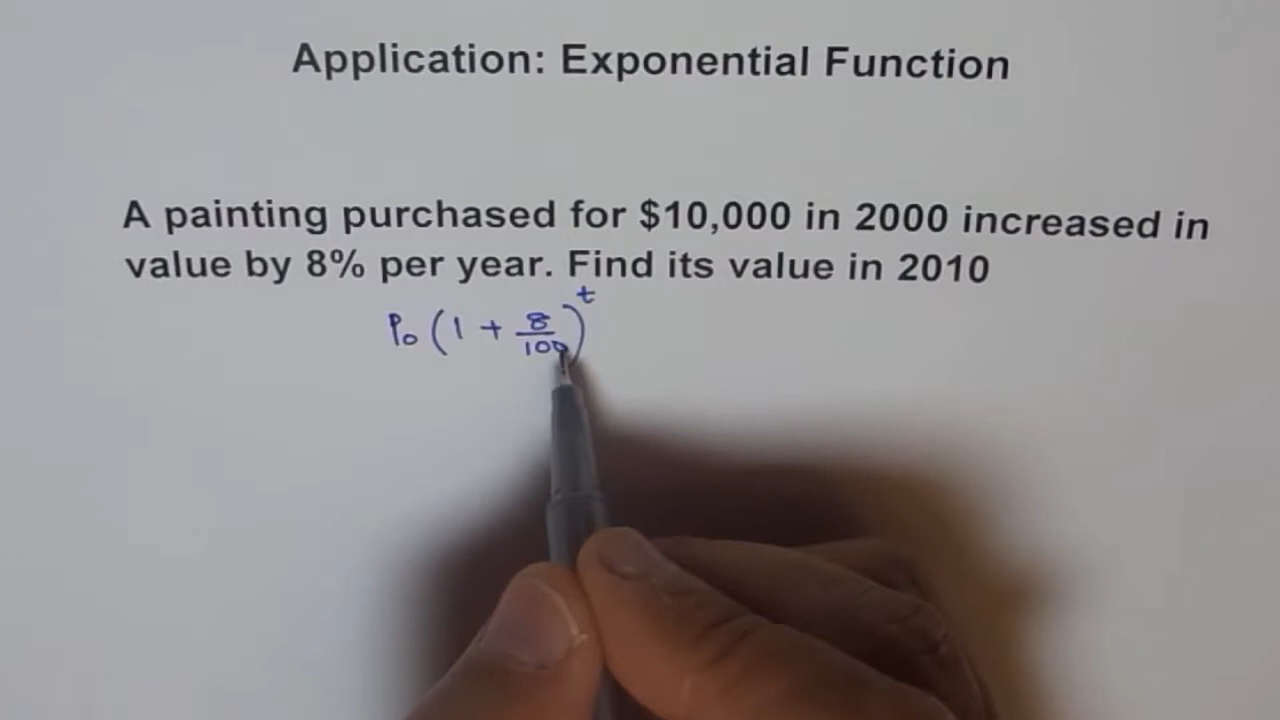 Application: Exponential Function
A painting purchased for $10,000 in 2000 increased in
value by 8% per year. Find its value in 2010
P₀(1 + 8/100)ᵗ